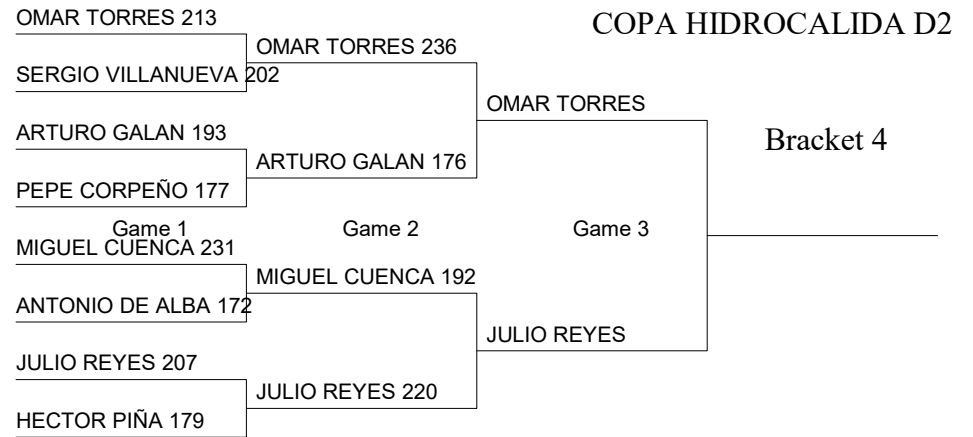 OMAR TORRES 213
COPA HIDROCALIDA D2
OMAR TORRES 236
SERGIO VILLANUEVA 202
OMAR TORRES
ARTURO GALAN 193
Bracket 4
ARTURO GALAN 176
PEPE CORPEÑO 177
Game 1
Game 2
Game 3
MIGUEL CUENCA 231
MIGUEL CUENCA 192
ANTONIO DE ALBA 172
JULIO REYES
JULIO REYES 207
JULIO REYES 220
HECTOR PIÑA 179